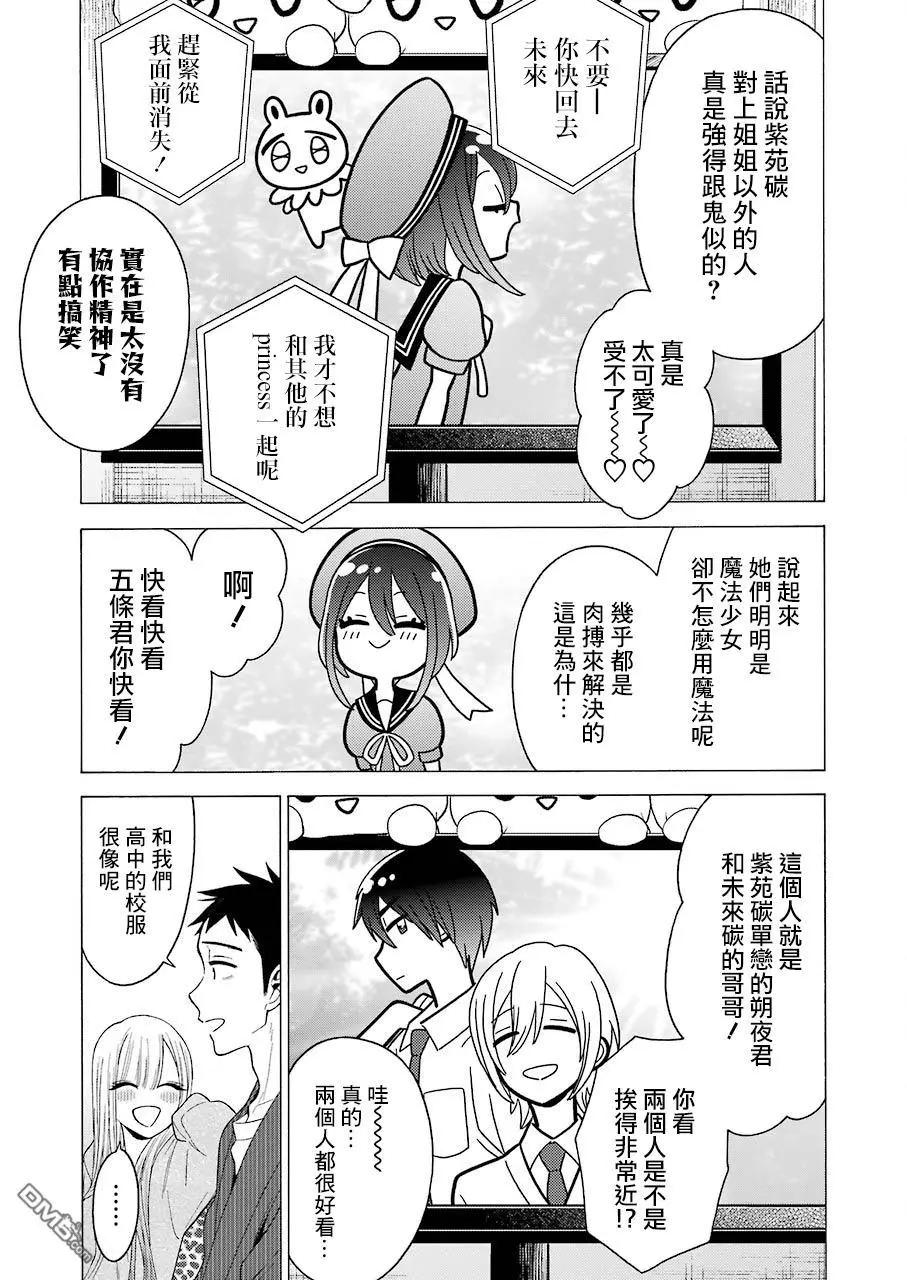 話說紫苑碳
對上姐姐以外的人
真是強得跟鬼似的?
真是
太可愛了~~♡
受不了~~♡
不要——
你快回去
未來
趕緊從
我面前消失!
我才不想
和其他的
princess一起呢
實在是太沒有
協作精神了
有點搞笑
說起來
她們明明是
魔法少女
卻不怎麼用魔法呢
幾乎都是
肉搏來解決的
這是為什…
啊!
快看快看
五條君你快看!
這個人就是
紫苑碳單戀的朔夜君
和未來碳的哥哥!
你看
兩個人是不是
挨得非常近!?
哇~~
真的…
兩個人都很好看…
和我們
高中的校服
很像呢
……
DM5.com